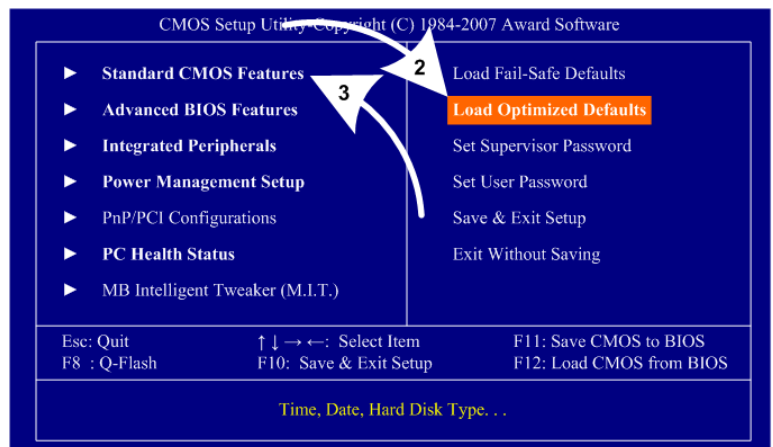 CMOS Setup Utility-Copyright (C) 1984-2007 Award Software
► Standard CMOS Features
► Advanced BIOS Features
► Integrated Peripherals
► Power Management Setup
► PnP/PCI Configurations
► PC Health Status
► MB Intelligent Tweaker (M.I.T.)
2
3
Load Fail-Safe Defaults
Load Optimized Defaults
Set Supervisor Password
Set User Password
Save & Exit Setup
Exit Without Saving
Esc: Quit ↑↓→←: Select Item F11: Save CMOS to BIOS
F8 : Q-Flash F10: Save & Exit Setup F12: Load CMOS from BIOS
Time, Date, Hard Disk Type. . .